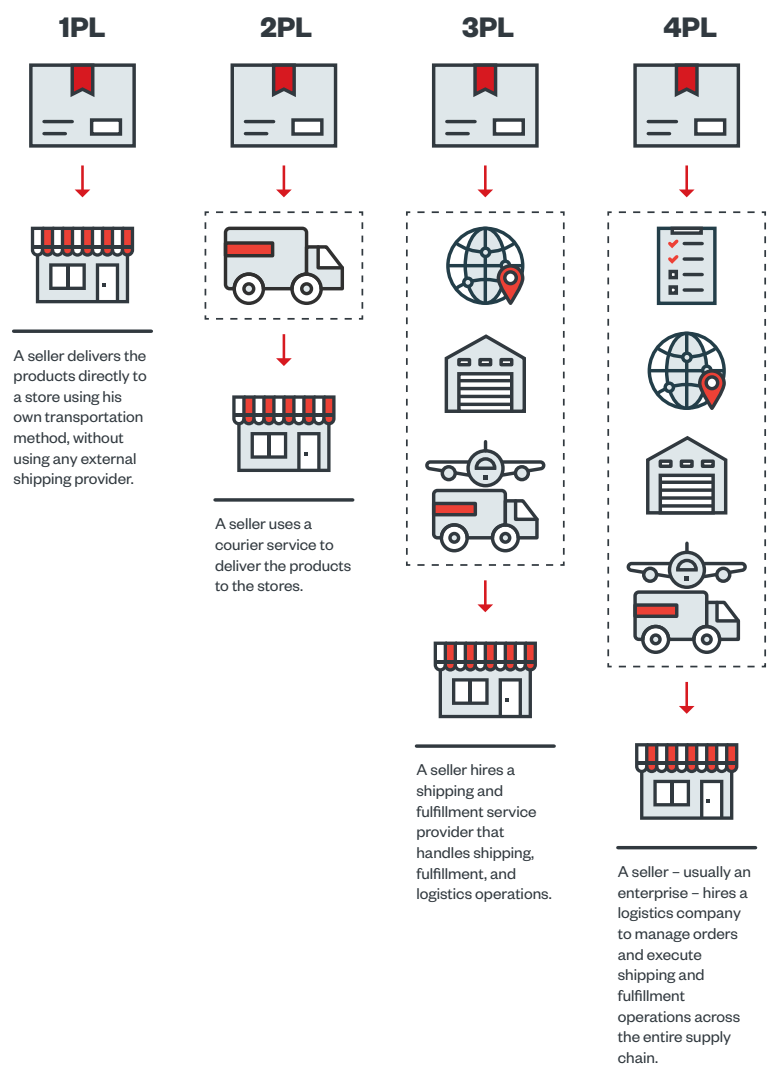 1PL
A seller delivers the
products directly to
a store using his
own transportation
method, without
using any external
shipping provider.
2PL
A seller uses a
courier service to
deliver the products
to the stores.
3PL
A seller hires a
shipping and
fulfillment service
provider that
handles shipping,
fulfillment, and
logistics operations.
4PL
A seller – usually an
enterprise – hires a
logistics company
to manage orders
and execute
shipping and
fulfillment
operations across
the entire supply
chain.